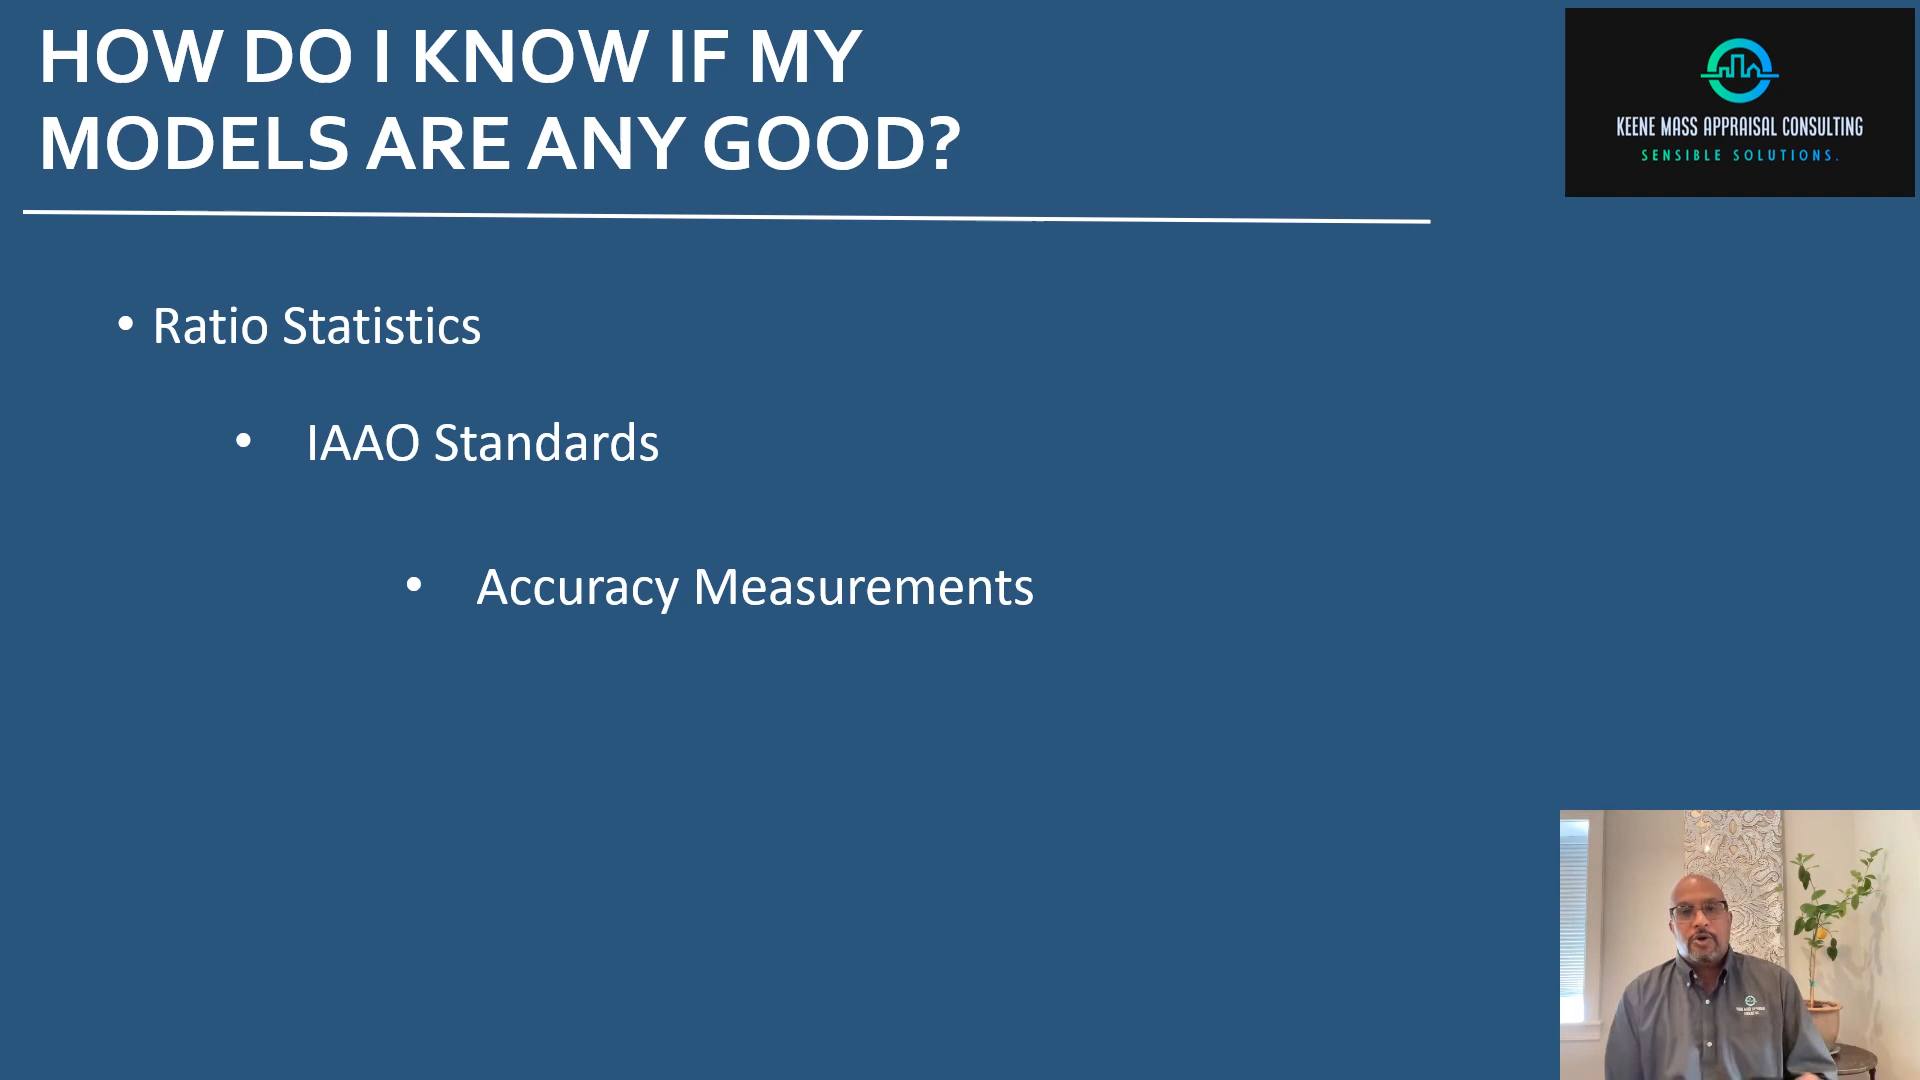 HOW DO I KNOW IF MY
MODELS ARE ANY GOOD?
KEENE MASS APPRAISAL CONSULTING
SENSIBLE SOLUTIONS.
• Ratio Statistics
• IAAO Standards
• Accuracy Measurements